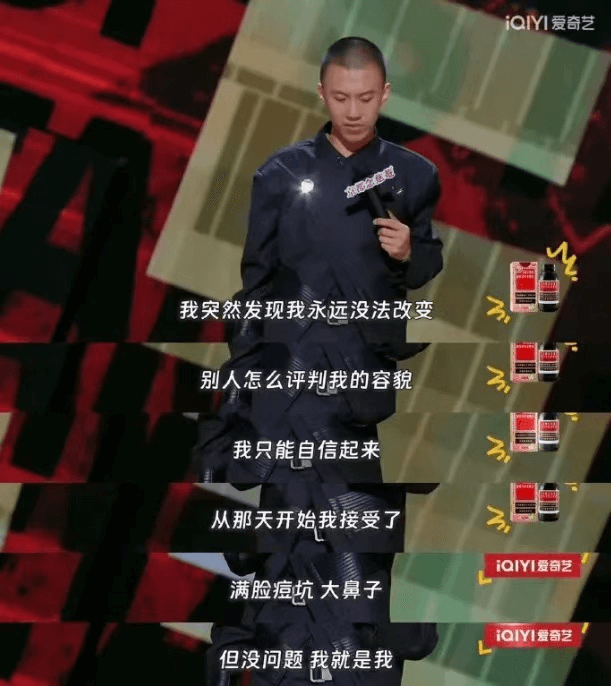 iQIYI 爱奇艺
我突然发现我永远没法改变
别人怎么评判我的容貌
我只能自信起来
从那天开始我接受了
iQIYI 爱奇艺
满脸痘坑 大鼻子
iQIYI 爱奇艺
但没问题 我就是我